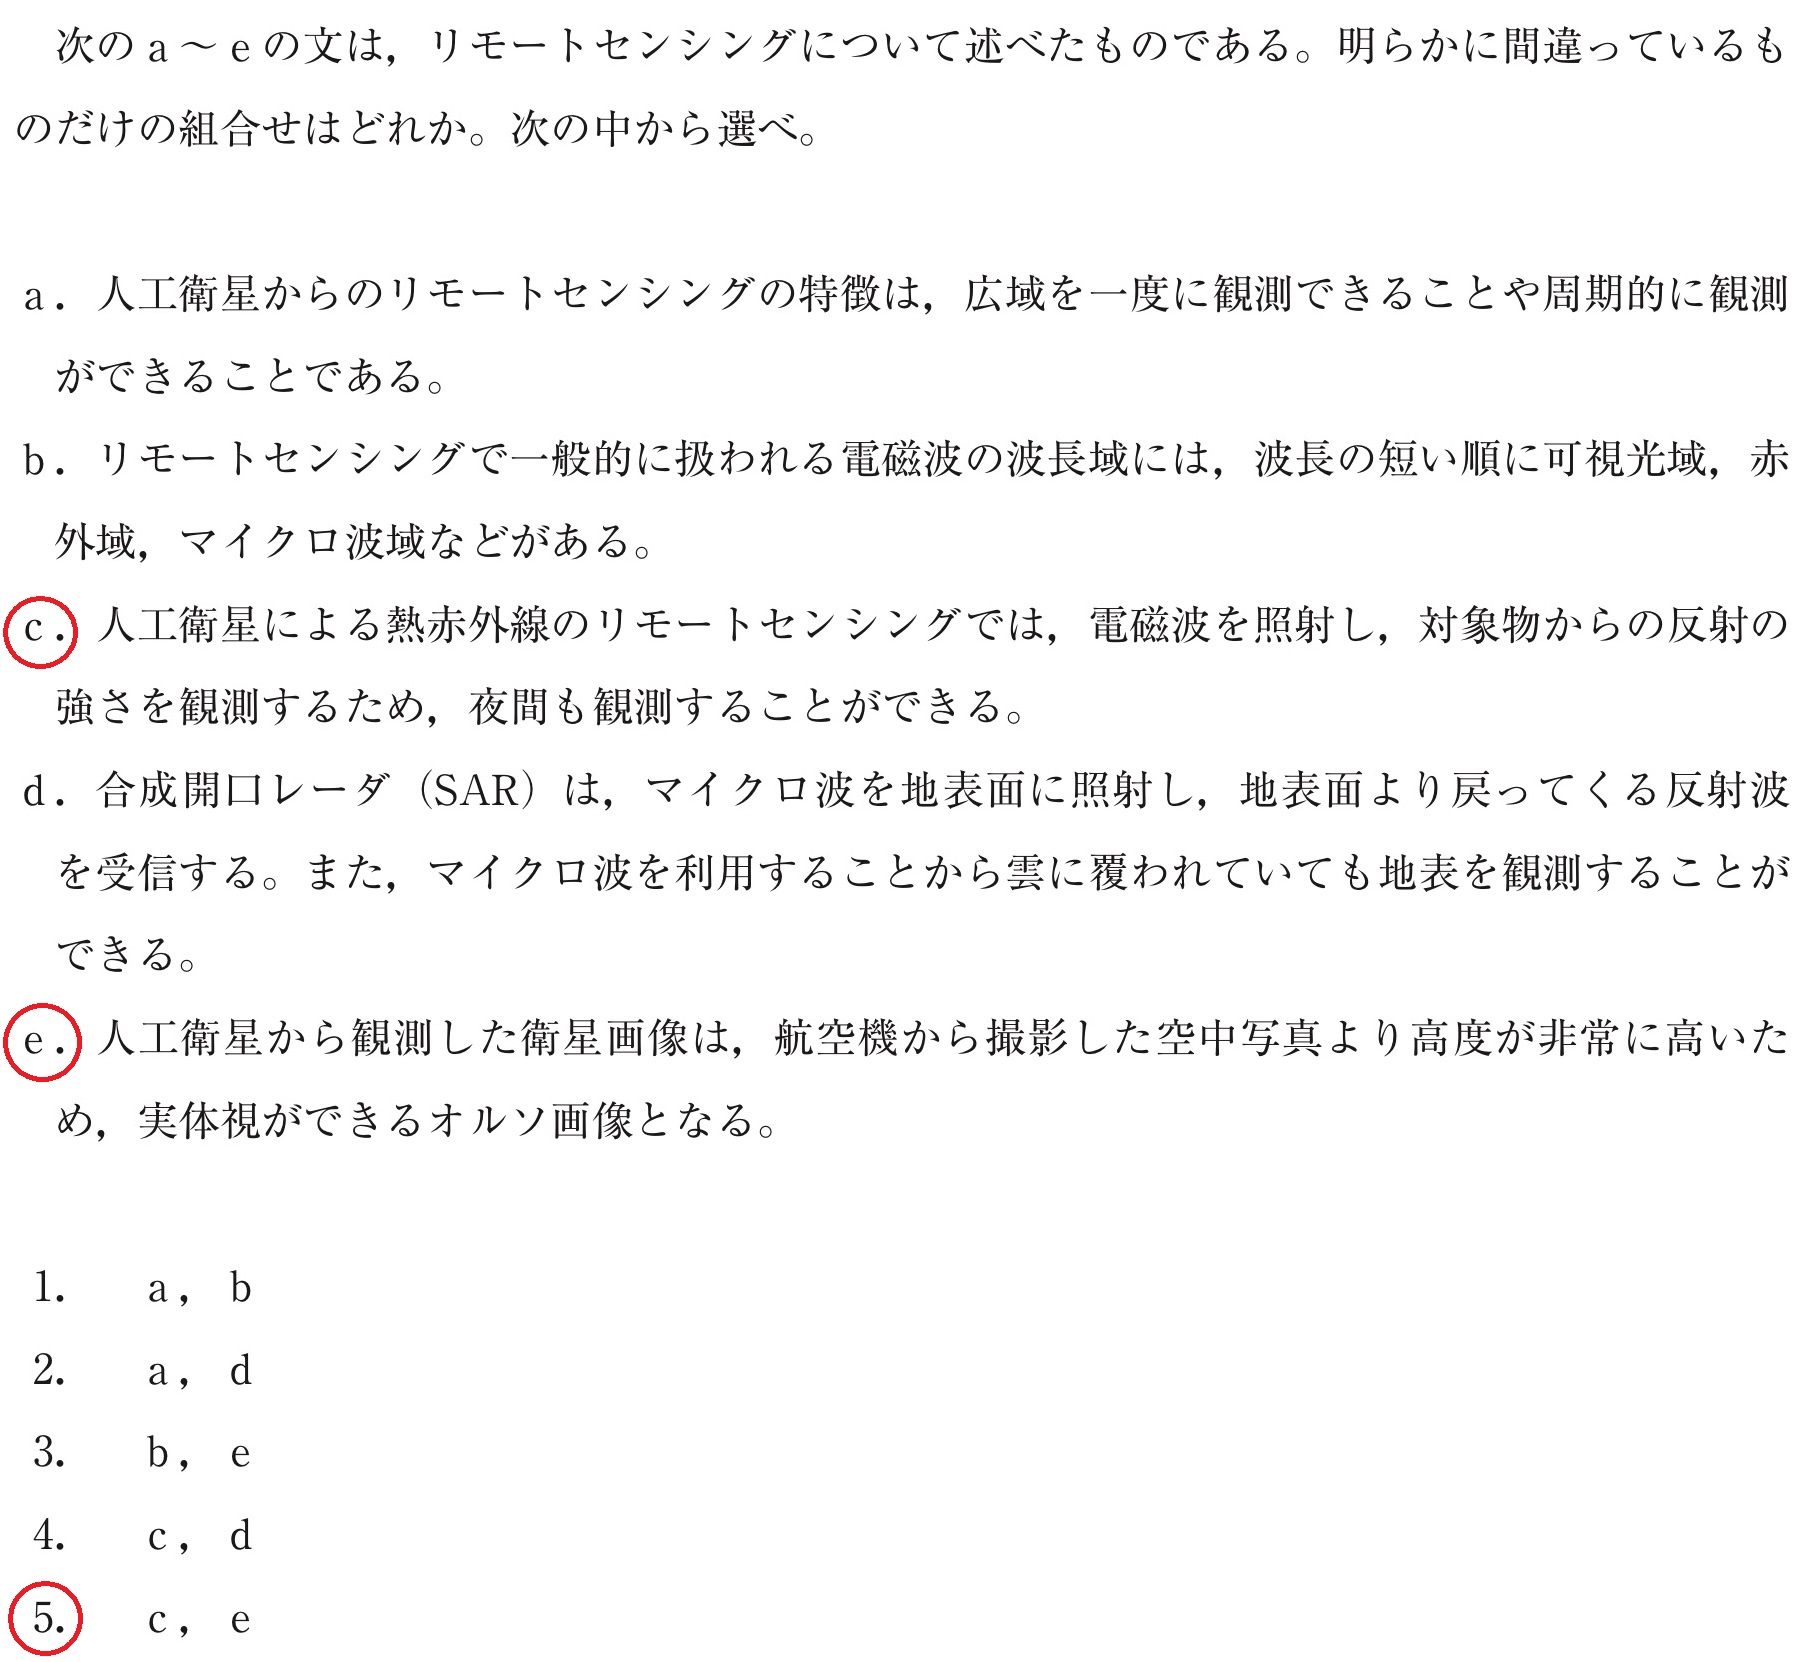 次のa～eの文は，リモートセンシングについて述べたものである。明らかに間違っているも
のだけの組合せはどれか。次の中から選べ。
a．人工衛星からのリモートセンシングの特徴は，広域を一度に観測できることや周期的に観測
ができることである。
b．リモートセンシングで一般的に扱われる電磁波の波長域には，波長の短い順に可視光域，赤
外域，マイクロ波域などがある。
c．人工衛星による熱赤外線のリモートセンシングでは，電磁波を照射し，対象物からの反射の
強さを観測するため，夜間も観測することができる。
d．合成開口レーダ（SAR）は，マイクロ波を地表面に照射し，地表面より戻ってくる反射波
を受信する。また，マイクロ波を利用することから雲に覆われていても地表を観測することが
できる。
e．人工衛星から観測した衛星画像は，航空機から撮影した空中写真より高度が非常に高いた
め，実体視ができるオルソ画像となる。
1. a，b
2. a，d
3. b，e
4. c，d
5. c，e